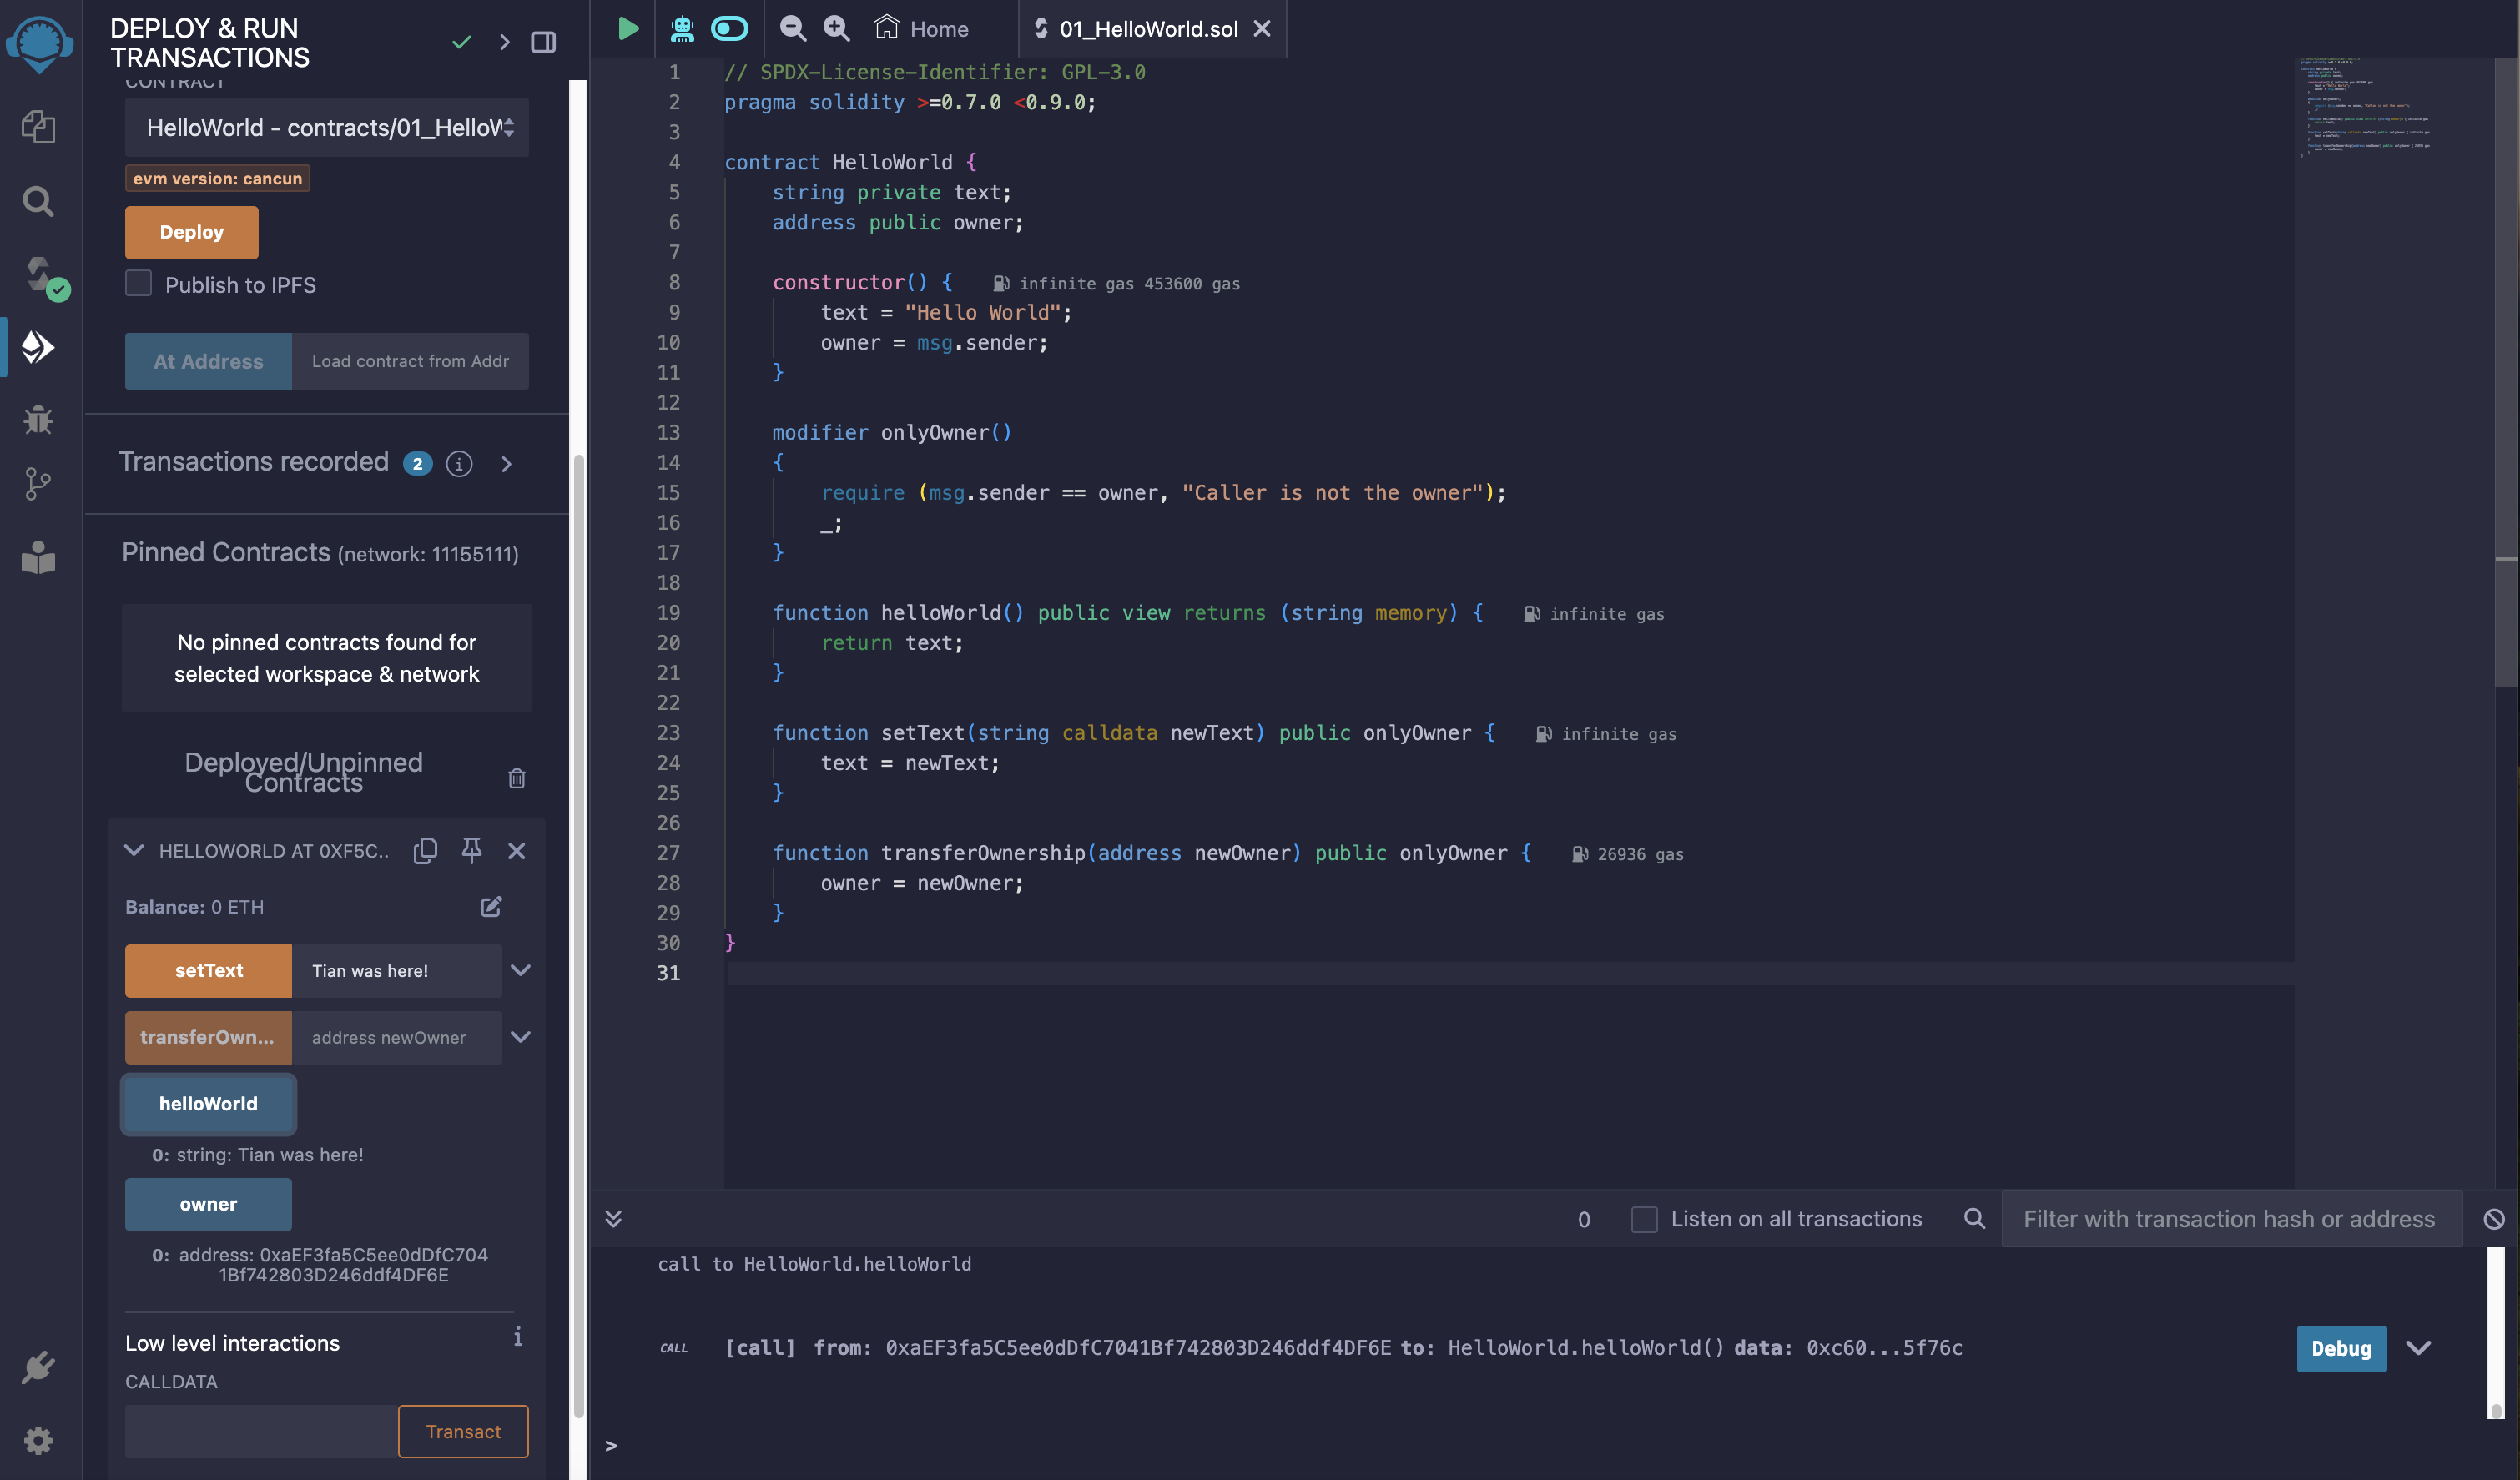 DEPLOY & RUN
TRANSACTIONS
CONTRACT
HelloWorld - contracts/01_HelloW
evm version: cancun
Deploy
Publish to IPFS
At Address
Load contract from Addr
Transactions recorded 2 i
Pinned Contracts (network: 11155111)
No pinned contracts found for
selected workspace & network
Deployed/Unpinned
Contracts
HELLOWORLD AT 0XF5C..
Balance: 0 ETH
setText
Tian was here!
transferOwn...
address newOwner
helloWorld
0: string: Tian was here!
owner
0: address: 0xaEF3fa5C5ee0dDfC704
1Bf742803D246ddf4DF6E
Low level interactions
i
CALLDATA
Transact
Home
01_HelloWorld.sol
1 // SPDX-License-Identifier: GPL-3.0
2 pragma solidity >=0.7.0 <0.9.0;
3
4 contract HelloWorld {
5 string private text;
6 address public owner;
7
8 constructor() { infinite gas 453600 gas
9 text = "Hello World";
10 owner = msg.sender;
11 }
12
13 modifier onlyOwner()
14 {
15 require (msg.sender == owner, "Caller is not the owner");
16 _;
17 }
18
19 function helloWorld() public view returns (string memory) { infinite gas
20 return text;
21 }
22
23 function setText(string calldata newText) public onlyOwner { infinite gas
24 text = newText;
25 }
26
27 function transferOwnership(address newOwner) public onlyOwner { 26936 gas
28 owner = newOwner;
29 }
30 }
31
0
Listen on all transactions
Filter with transaction hash or address
call to HelloWorld.helloWorld
CALL [call] from: 0xaEF3fa5C5ee0dDfC7041Bf742803D246ddf4DF6E to: HelloWorld.helloWorld() data: 0xc60...5f76c
Debug
>